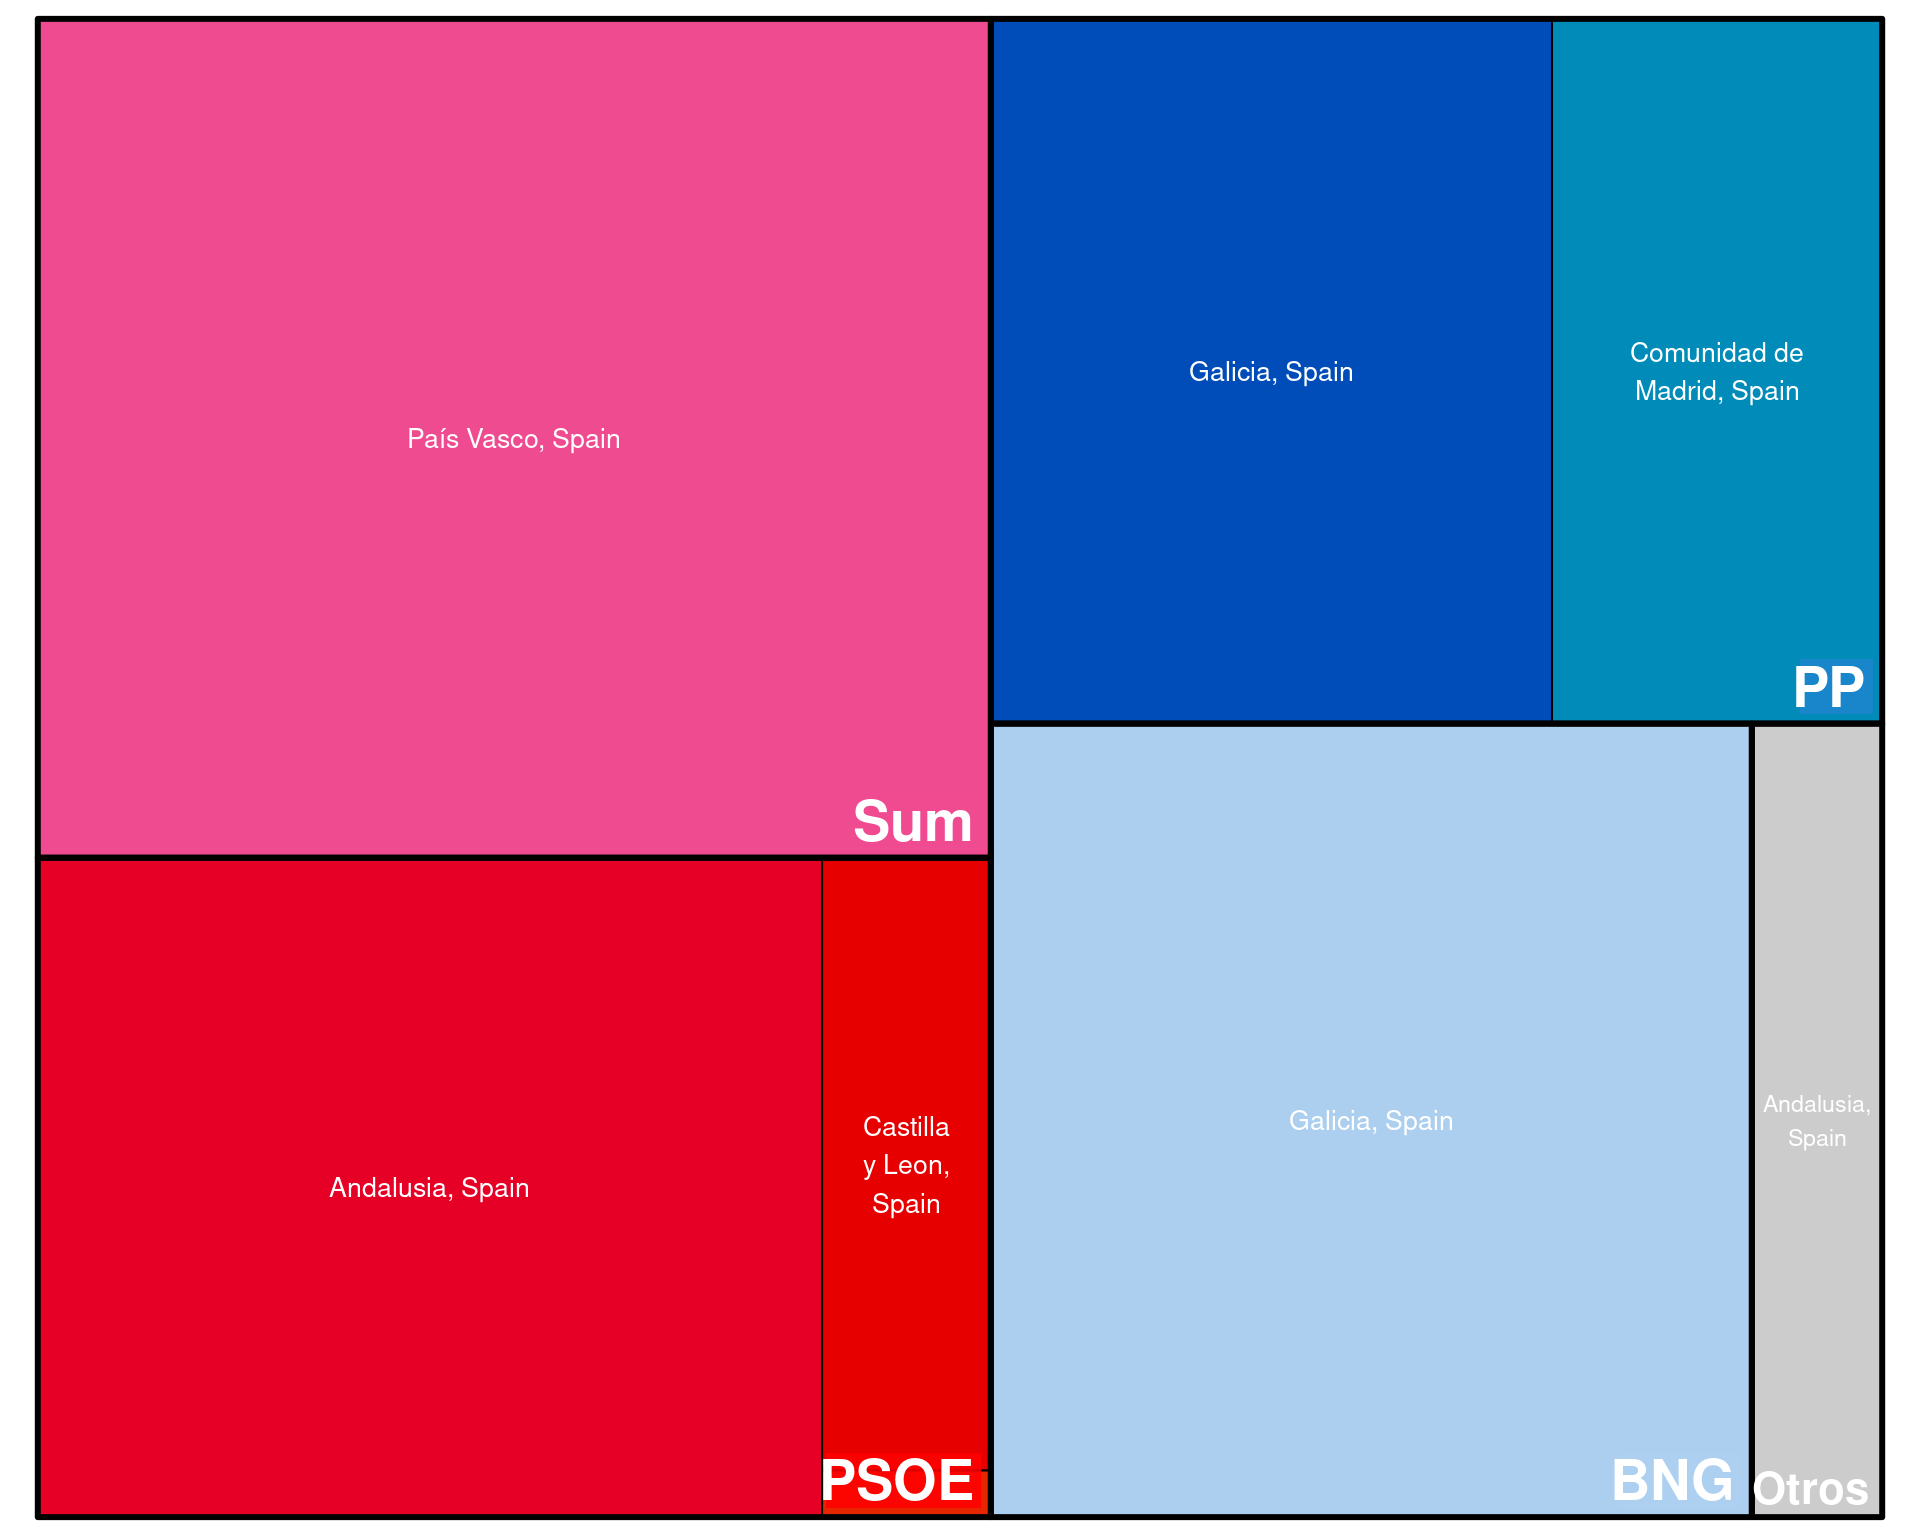 País Vasco, Spain
Sum
Galicia, Spain
Comunidad de
Madrid, Spain
PP
Andalusia, Spain
Castilla
y Leon,
Spain
PSOE
Galicia, Spain
BNG
Andalusia,
Spain
Otros